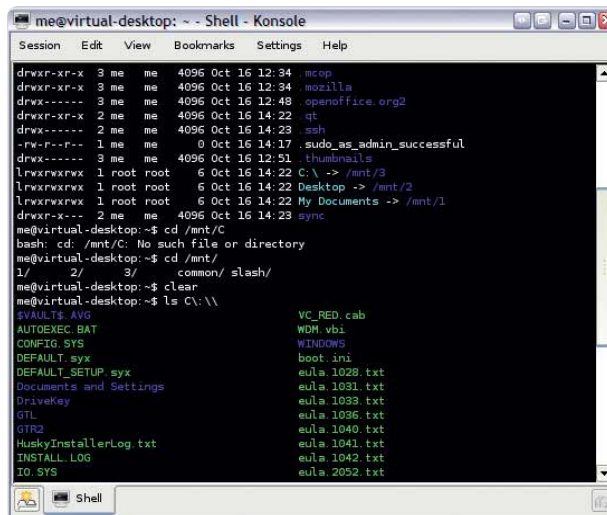 me@virtual-desktop: ~ - Shell - Konsole
Session Edit View Bookmarks Settings Help
drwxr-xr-x 3 me me 4096 Oct 16 12:34 .mcop
drwxr-xr-x 3 me me 4096 Oct 16 12:34 .mozilla
drwx------ 3 me me 4096 Oct 16 12:48 .openoffice.org2
drwxr-xr-x 2 me me 4096 Oct 16 14:22 .qt
drwx------ 2 me me 4096 Oct 16 14:23 .ssh
-rw-r--r-- 1 me me 0 Oct 16 14:17 .sudo_as_admin_successful
drwx------ 3 me me 4096 Oct 16 12:51 .thumbnails
lrwxrwxrwx 1 root root 6 Oct 16 14:22 C:\ -> /mnt/3
lrwxrwxrwx 1 root root 6 Oct 16 14:22 Desktop -> /mnt/2
lrwxrwxrwx 1 root root 6 Oct 16 14:22 My Documents -> /mnt/1
drwxr-x--- 2 me me 4096 Oct 16 14:23 sync
me@virtual-desktop:~$ cd /mnt/C
bash: cd: /mnt/C: No such file or directory
me@virtual-desktop:~$ cd /mnt/
1/ 2/ 3/ common/ slash/
me@virtual-desktop:~$ clear
me@virtual-desktop:~$ ls C\:\\
$VAULT$.AVG VC_RED.cab
AUTOEXEC.BAT WDM.vbi
CONFIG.SYS WINDOWS
DEFAULT.syx boot.ini
DEFAULT_SETUP.syx eula.1028.txt
Documents and Settings eula.1031.txt
DriveKey eula.1033.txt
GTL eula.1036.txt
GTR2 eula.1040.txt
HuskyInstallerLog.txt eula.1041.txt
INSTALL.LOG eula.1042.txt
IO.SYS eula.2052.txt
Shell